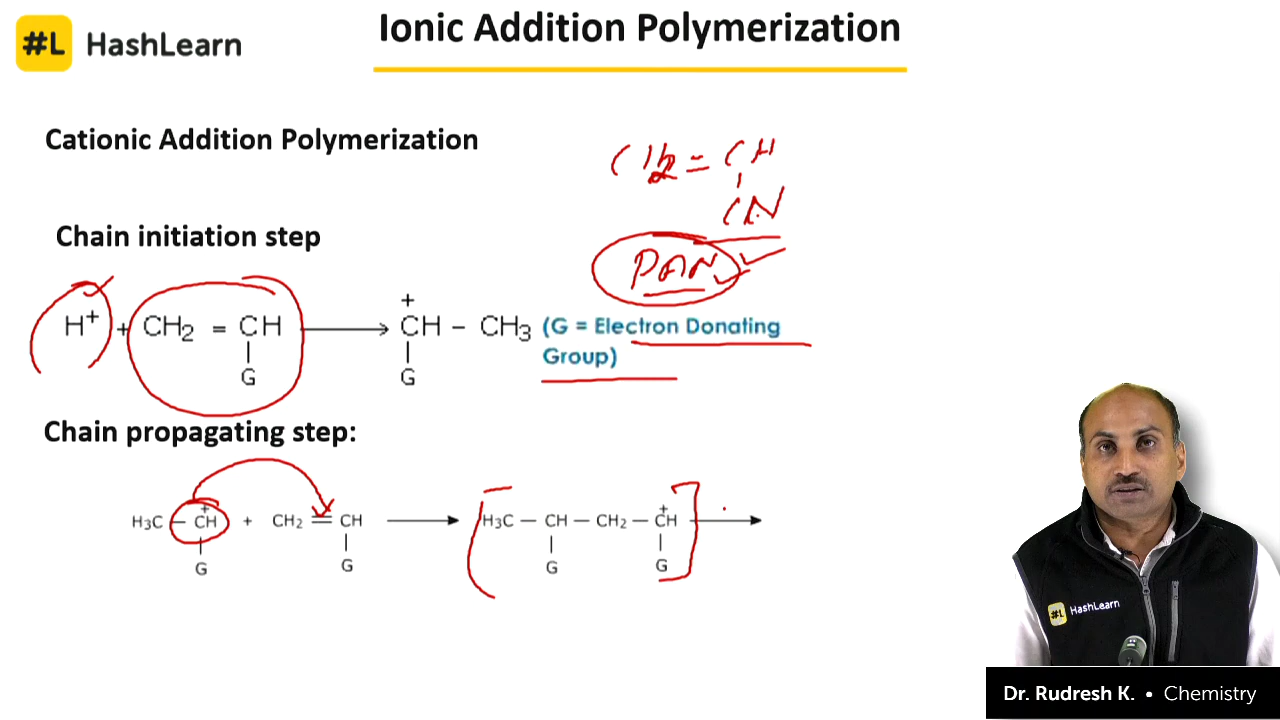 #L HashLearn
Ionic Addition Polymerization
Cationic Addition Polymerization
CH2 = CH
CN
PAN
Chain initiation step
H⁺ + CH₂ = CH → ⁺CH – CH₃ (G = Electron Donating
Group)
G G
Chain propagating step:
H₃C – ⁺CH + CH₂ = CH → H₃C – CH – CH₂ – ⁺CH →
G G G G
#L HashLearn
Dr. Rudresh K. • Chemistry